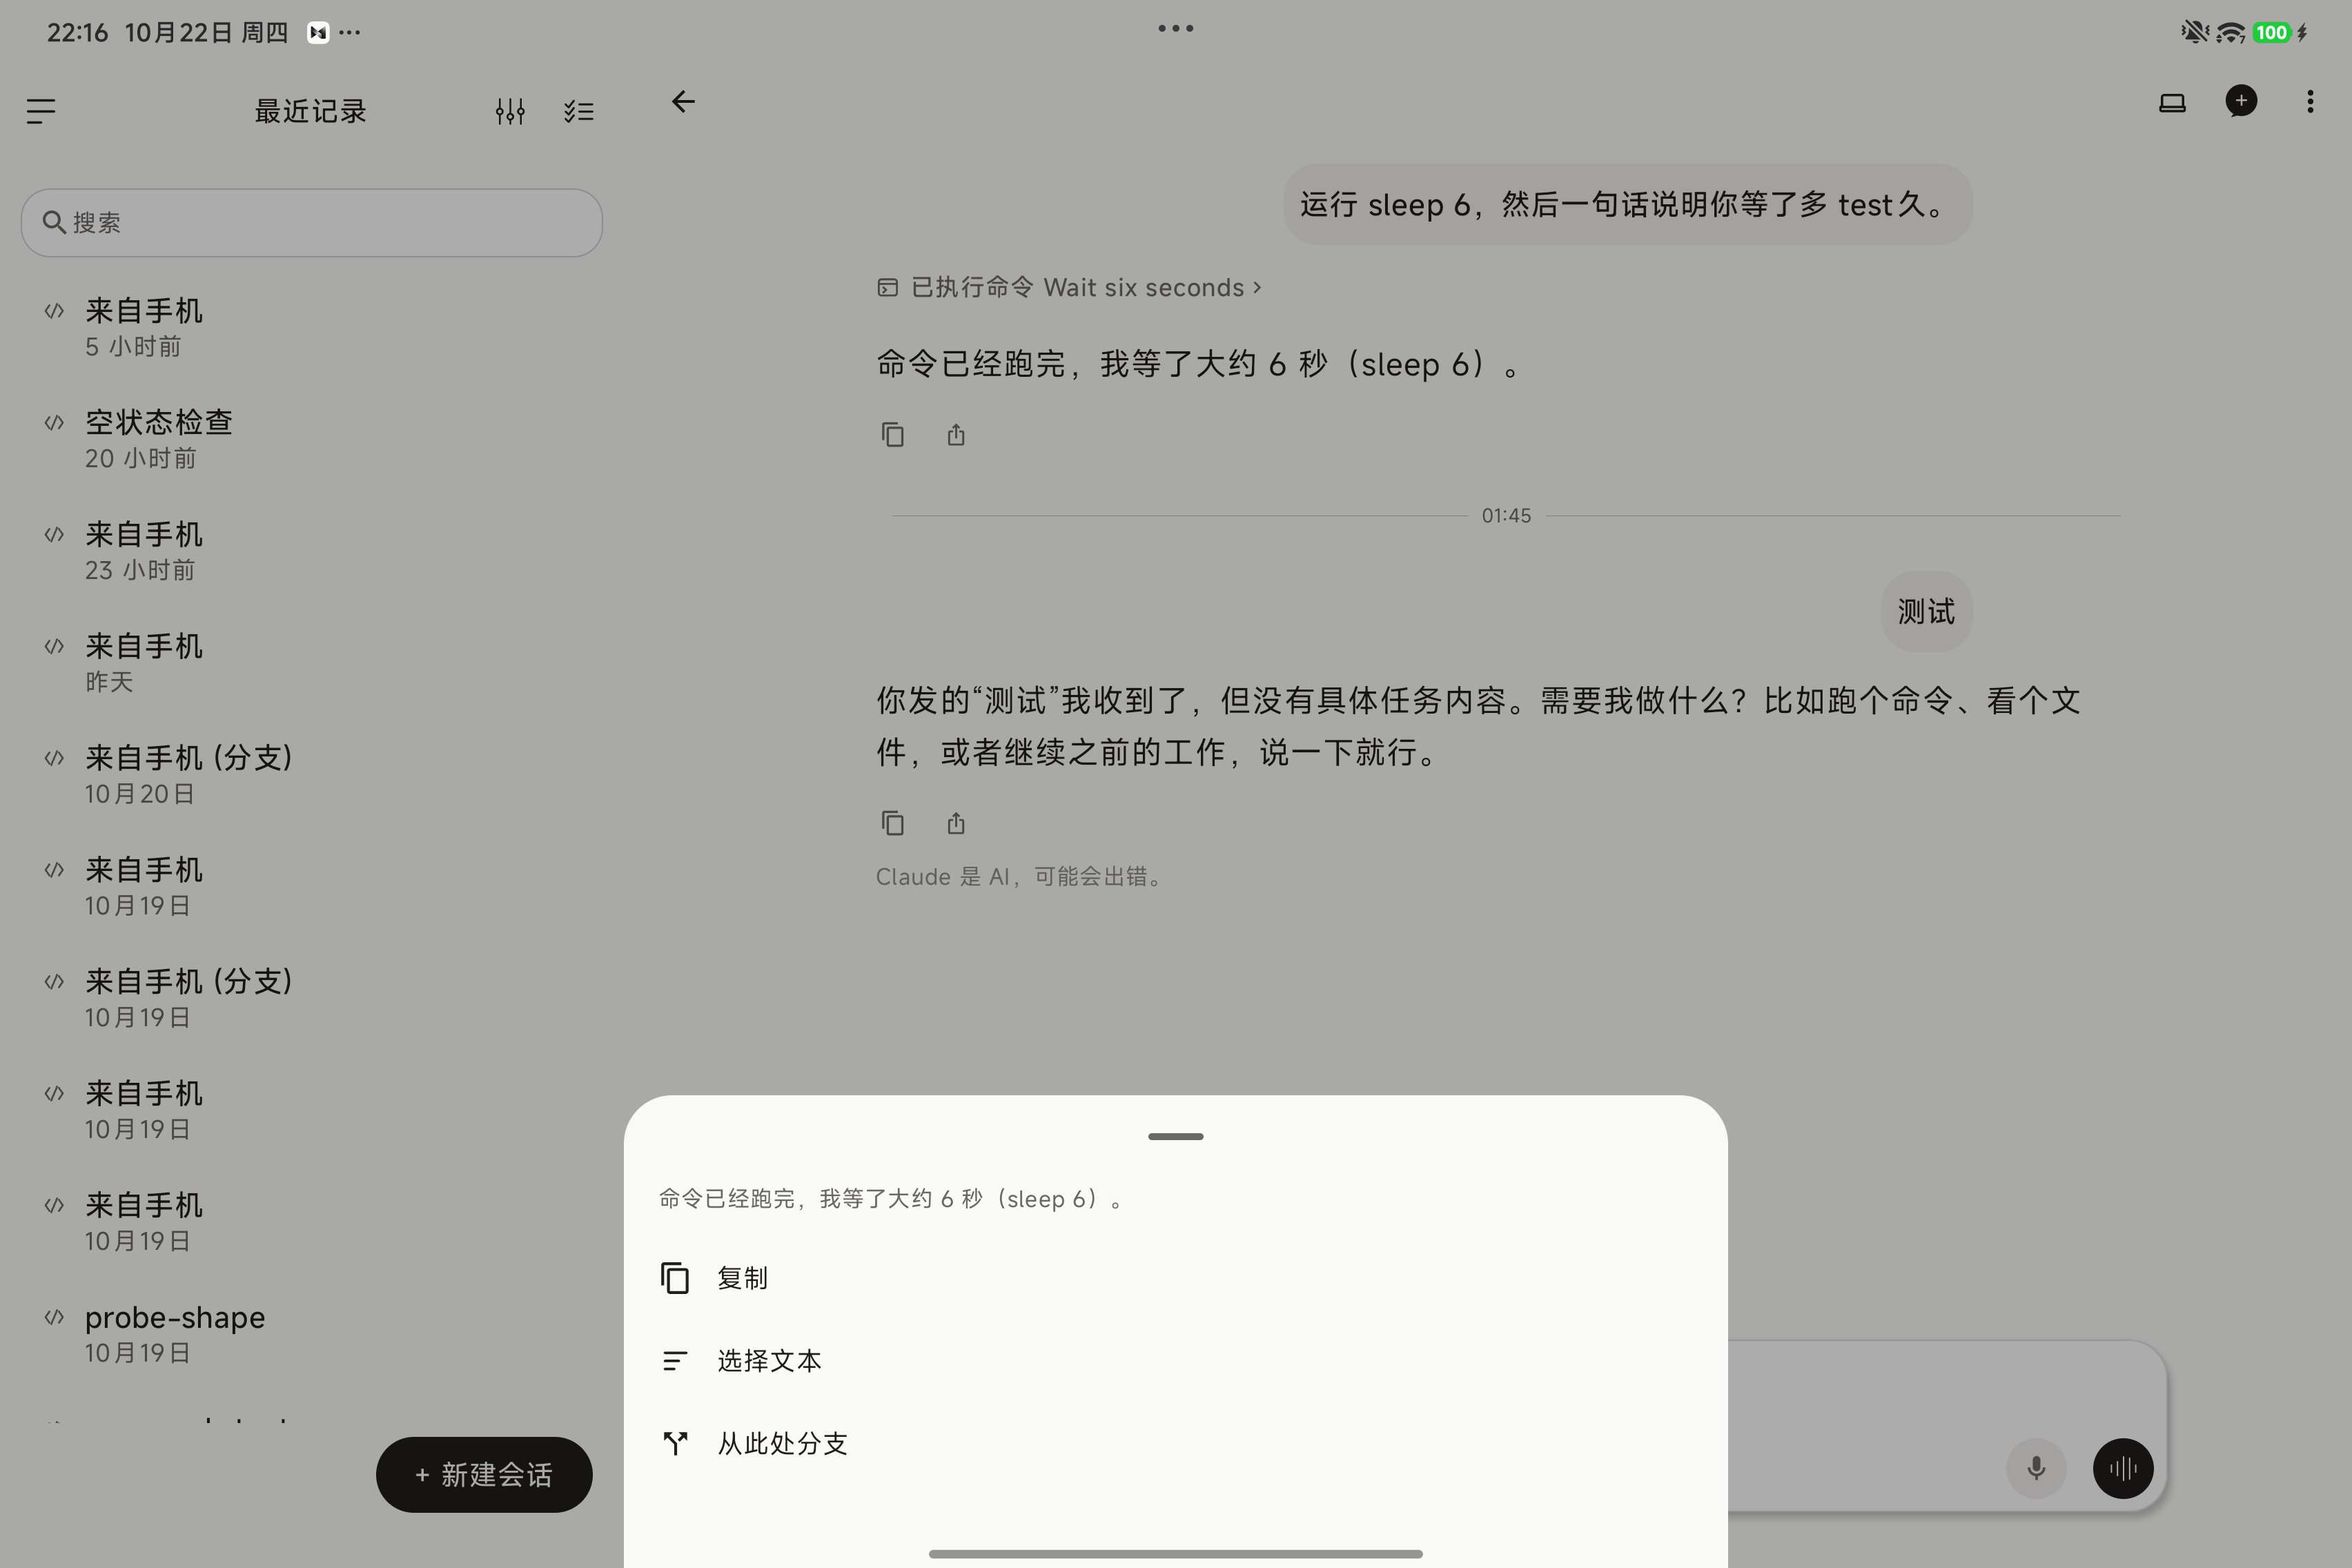 22:16 10月22日 周四
100
最近记录
搜索
来自手机
5 小时前
空状态检查
20 小时前
来自手机
23 小时前
来自手机
昨天
来自手机 (分支)
10月20日
来自手机
10月19日
来自手机 (分支)
10月19日
来自手机
10月19日
来自手机
10月19日
probe-shape
10月19日
+ 新建会话
运行 sleep 6，然后一句话说明你等了多 test久。
已执行命令 Wait six seconds
命令已经跑完，我等了大约 6 秒（sleep 6）。
01:45
测试
你发的“测试”我收到了，但没有具体任务内容。需要我做什么？比如跑个命令、看个文
件，或者继续之前的工作，说一下就行。
Claude 是 AI，可能会出错。
命令已经跑完，我等了大约 6 秒（sleep 6）。
复制
选择文本
从此处分支